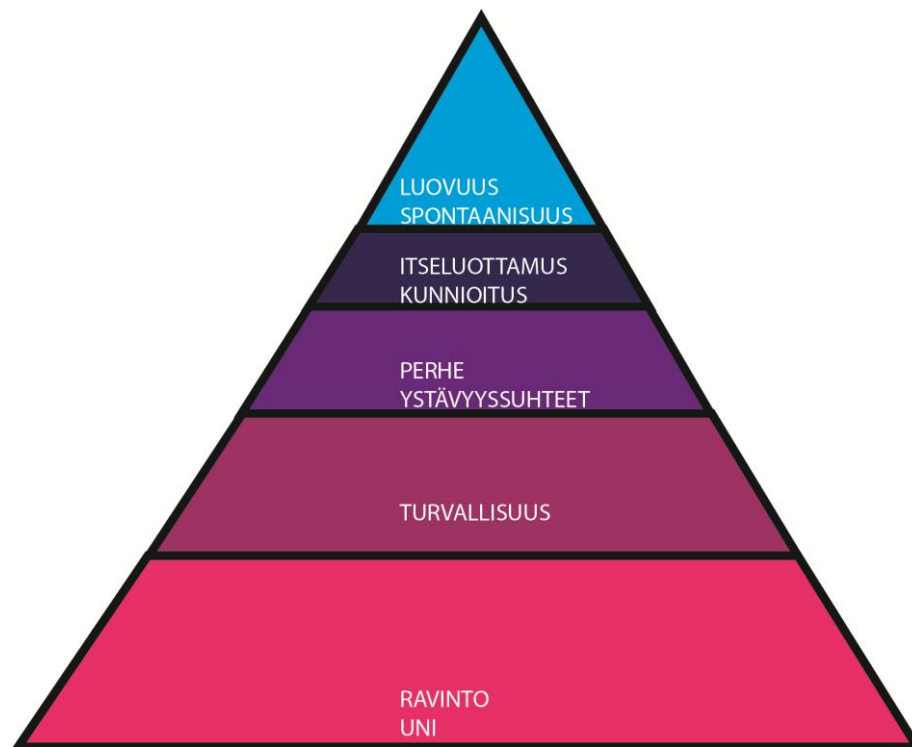 LUOVUUS
SPONTAANISUUS
ITSELUOTTAMUS
KUNNIOITUS
PERHE
YSTÄVYYSSUHTEET
TURVALLISUUS
RAVINTO
UNI